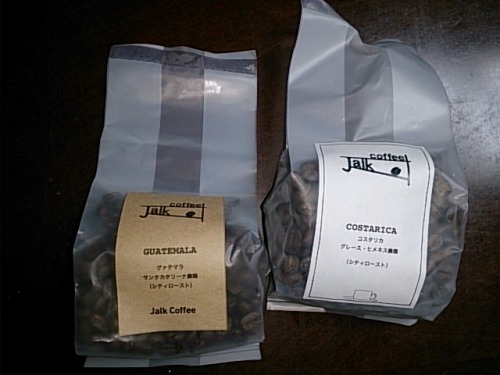 Jalk coffee
GUATEMALA
グァテマラ
サンタカタリーナ農園
(シティロースト)
Jalk Coffee
Jalk coffee
COSTARICA
コスタリカ
グレース・ヒメネス農園
(シティロースト)